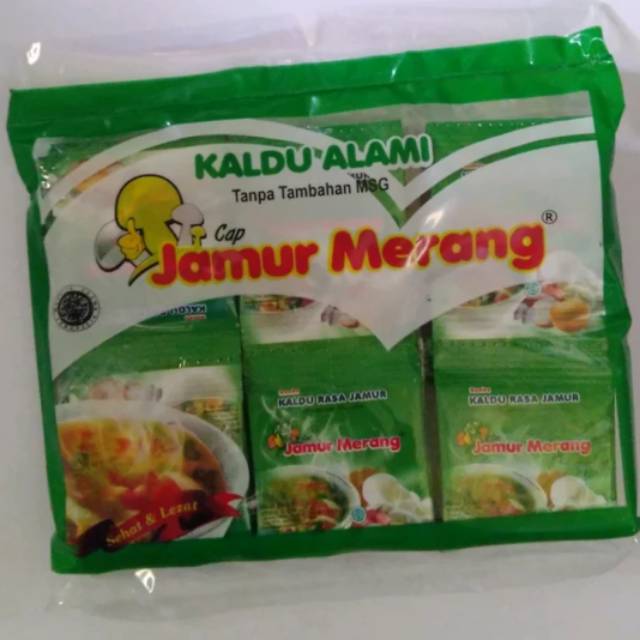 KALDU ALAMI
Tanpa Tambahan MSG
Cap
Jamur Merang®
KALDU
KALDU RASA JAMUR
Jamur Merang
KALDU RASA JAMUR
Jamur Merang
Sehat & Lezat